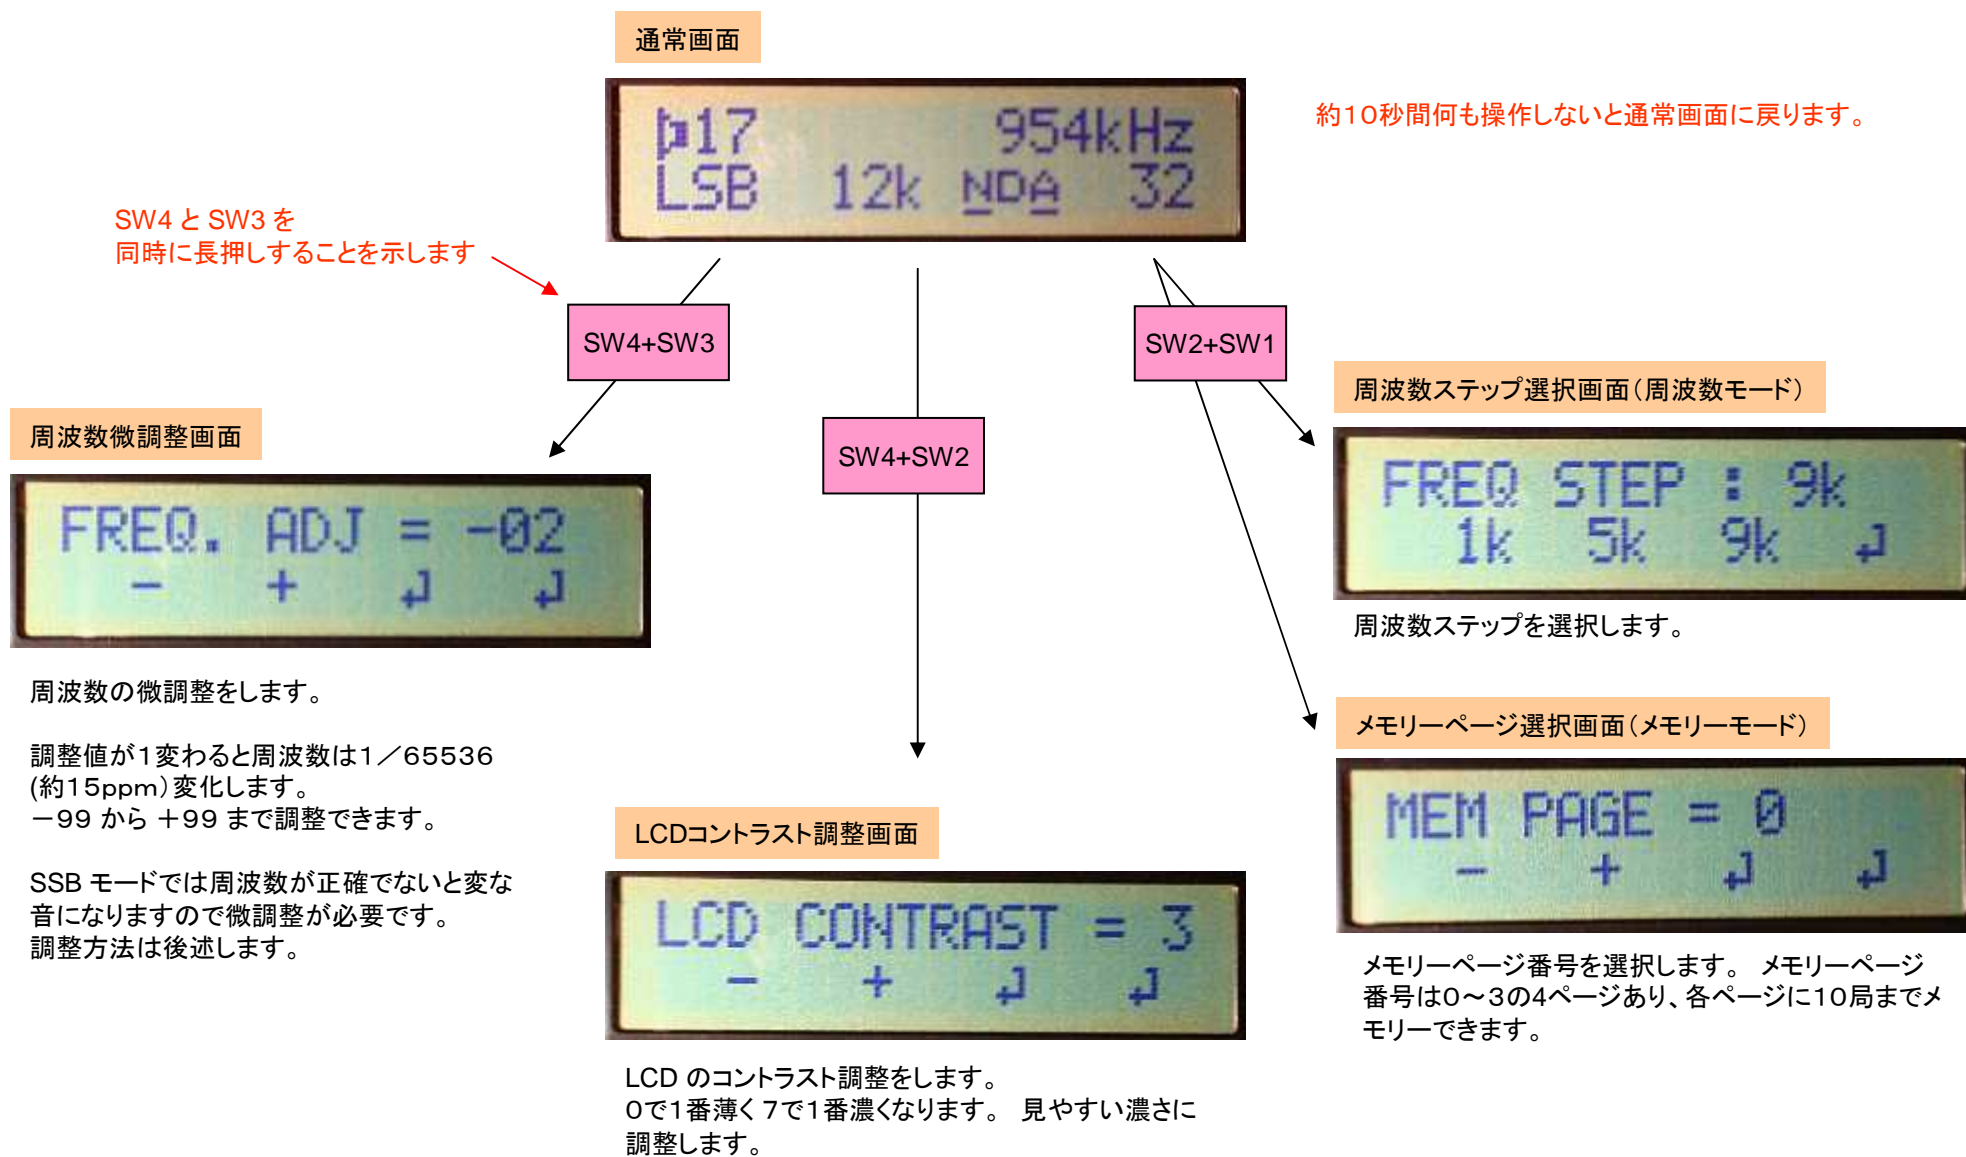 通常画面
17 954kHz
LSB 12k NDA 32
約10秒間何も操作しないと通常画面に戻ります。
SW4 と SW3 を
同時に長押しすることを示します
SW4+SW3
SW2+SW1
SW4+SW2
周波数微調整画面
FREQ. ADJ = -02
- + ↲ ↲
周波数の微調整をします。
調整値が1変わると周波数は1/65536
(約15ppm)変化します。
-99 から +99 まで調整できます。
SSB モードでは周波数が正確でないと変な
音になりますので微調整が必要です。
調整方法は後述します。
LCDコントラスト調整画面
LCD CONTRAST = 3
- + ↲ ↲
LCD のコントラスト調整をします。
0で1番薄く 7で1番濃くなります。 見やすい濃さに
調整します。
周波数ステップ選択画面(周波数モード)
FREQ STEP : 9k
1k 5k 9k ↲
周波数ステップを選択します。
メモリーページ選択画面(メモリーモード)
MEM PAGE = 0
- + ↲ ↲
メモリーページ番号を選択します。 メモリーページ
番号は0~3の4ページあり、各ページに10局までメ
モリーできます。